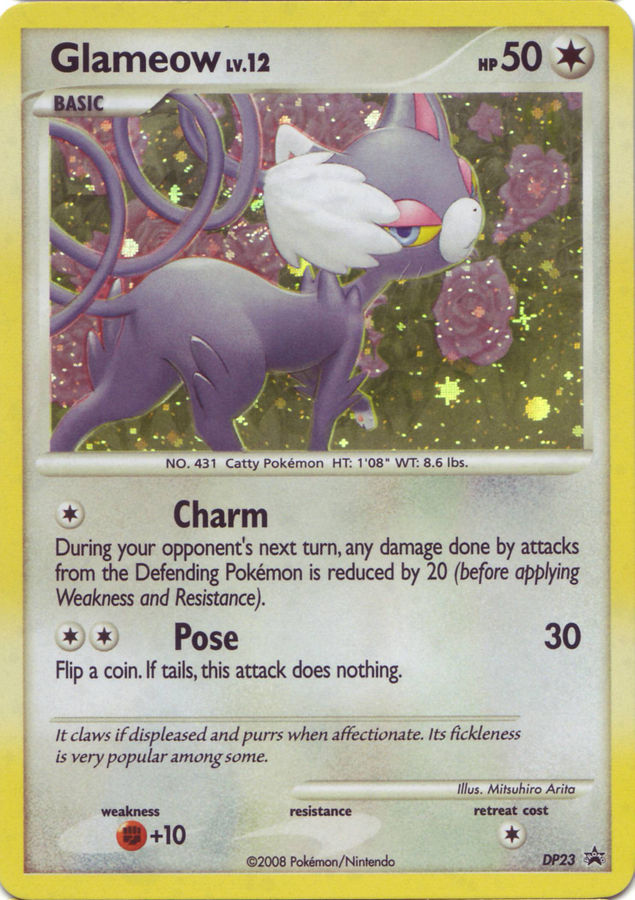 Glameow LV.12
HP 50
BASIC
NO. 431 Catty Pokémon HT: 1'08" WT: 8.6 lbs.
Charm
During your opponent's next turn, any damage done by attacks
from the Defending Pokémon is reduced by 20 (before applying
Weakness and Resistance).
Pose 30
Flip a coin. If tails, this attack does nothing.
It claws if displeased and purrs when affectionate. Its fickleness
is very popular among some.
Illus. Mitsuhiro Arita
weakness resistance retreat cost
+10
©2008 Pokémon/Nintendo
DP23